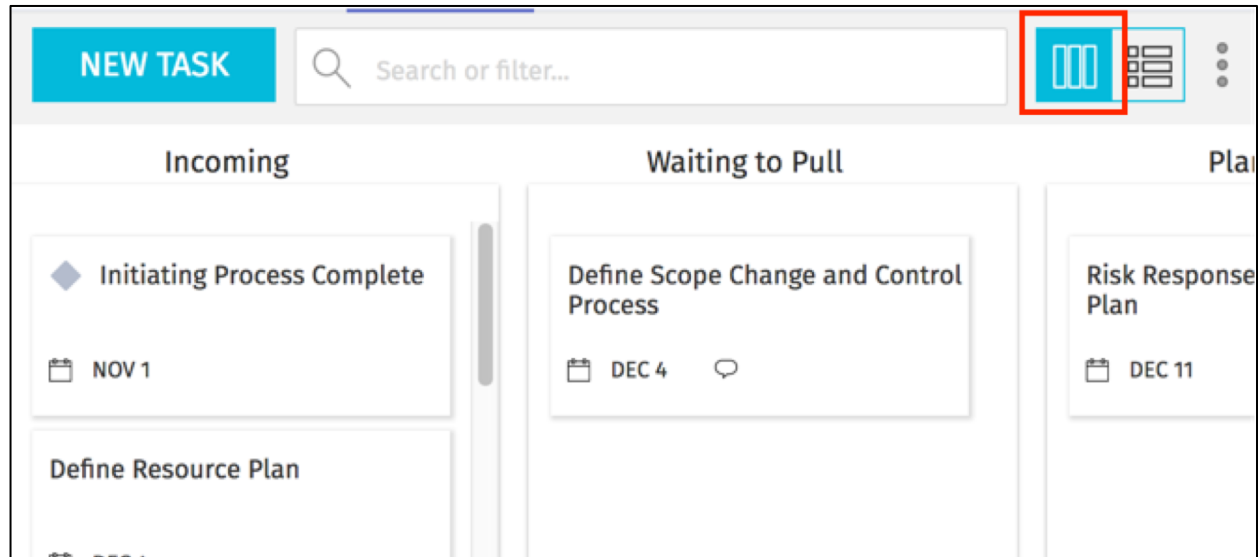 NEW TASK
Search or filter...
Incoming
Waiting to Pull
Initiating Process Complete
NOV 1
Define Resource Plan
Define Scope Change and Control
Process
DEC 4
Risk Response
Plan
DEC 11